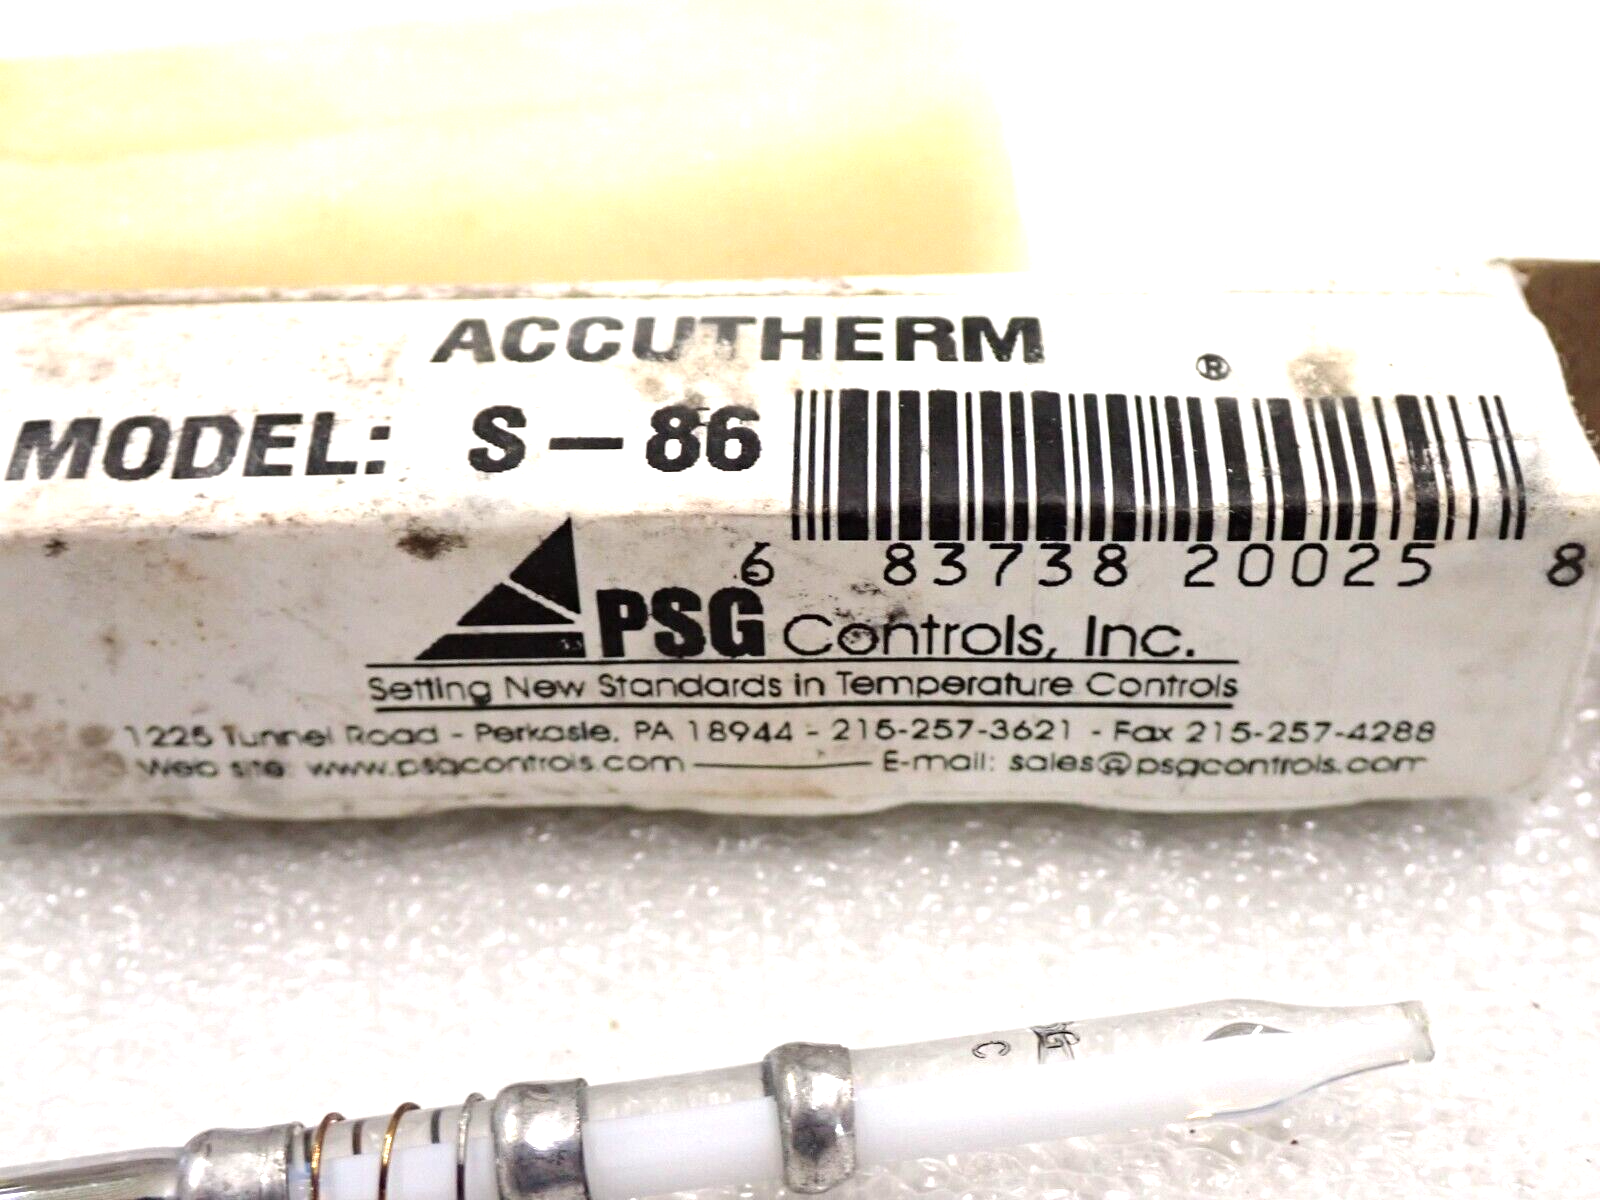 ACCUTHERM
®
MODEL: S-86
6 83738 20025 8
PSG Controls, Inc.
Setting New Standards in Temperature Controls
1225 Tunnel Road - Perkasie, PA 18944 - 215-257-3621 - Fax 215-257-4288
Web site: www.psgcontrols.com E-mail: sales@psgcontrols.com
C